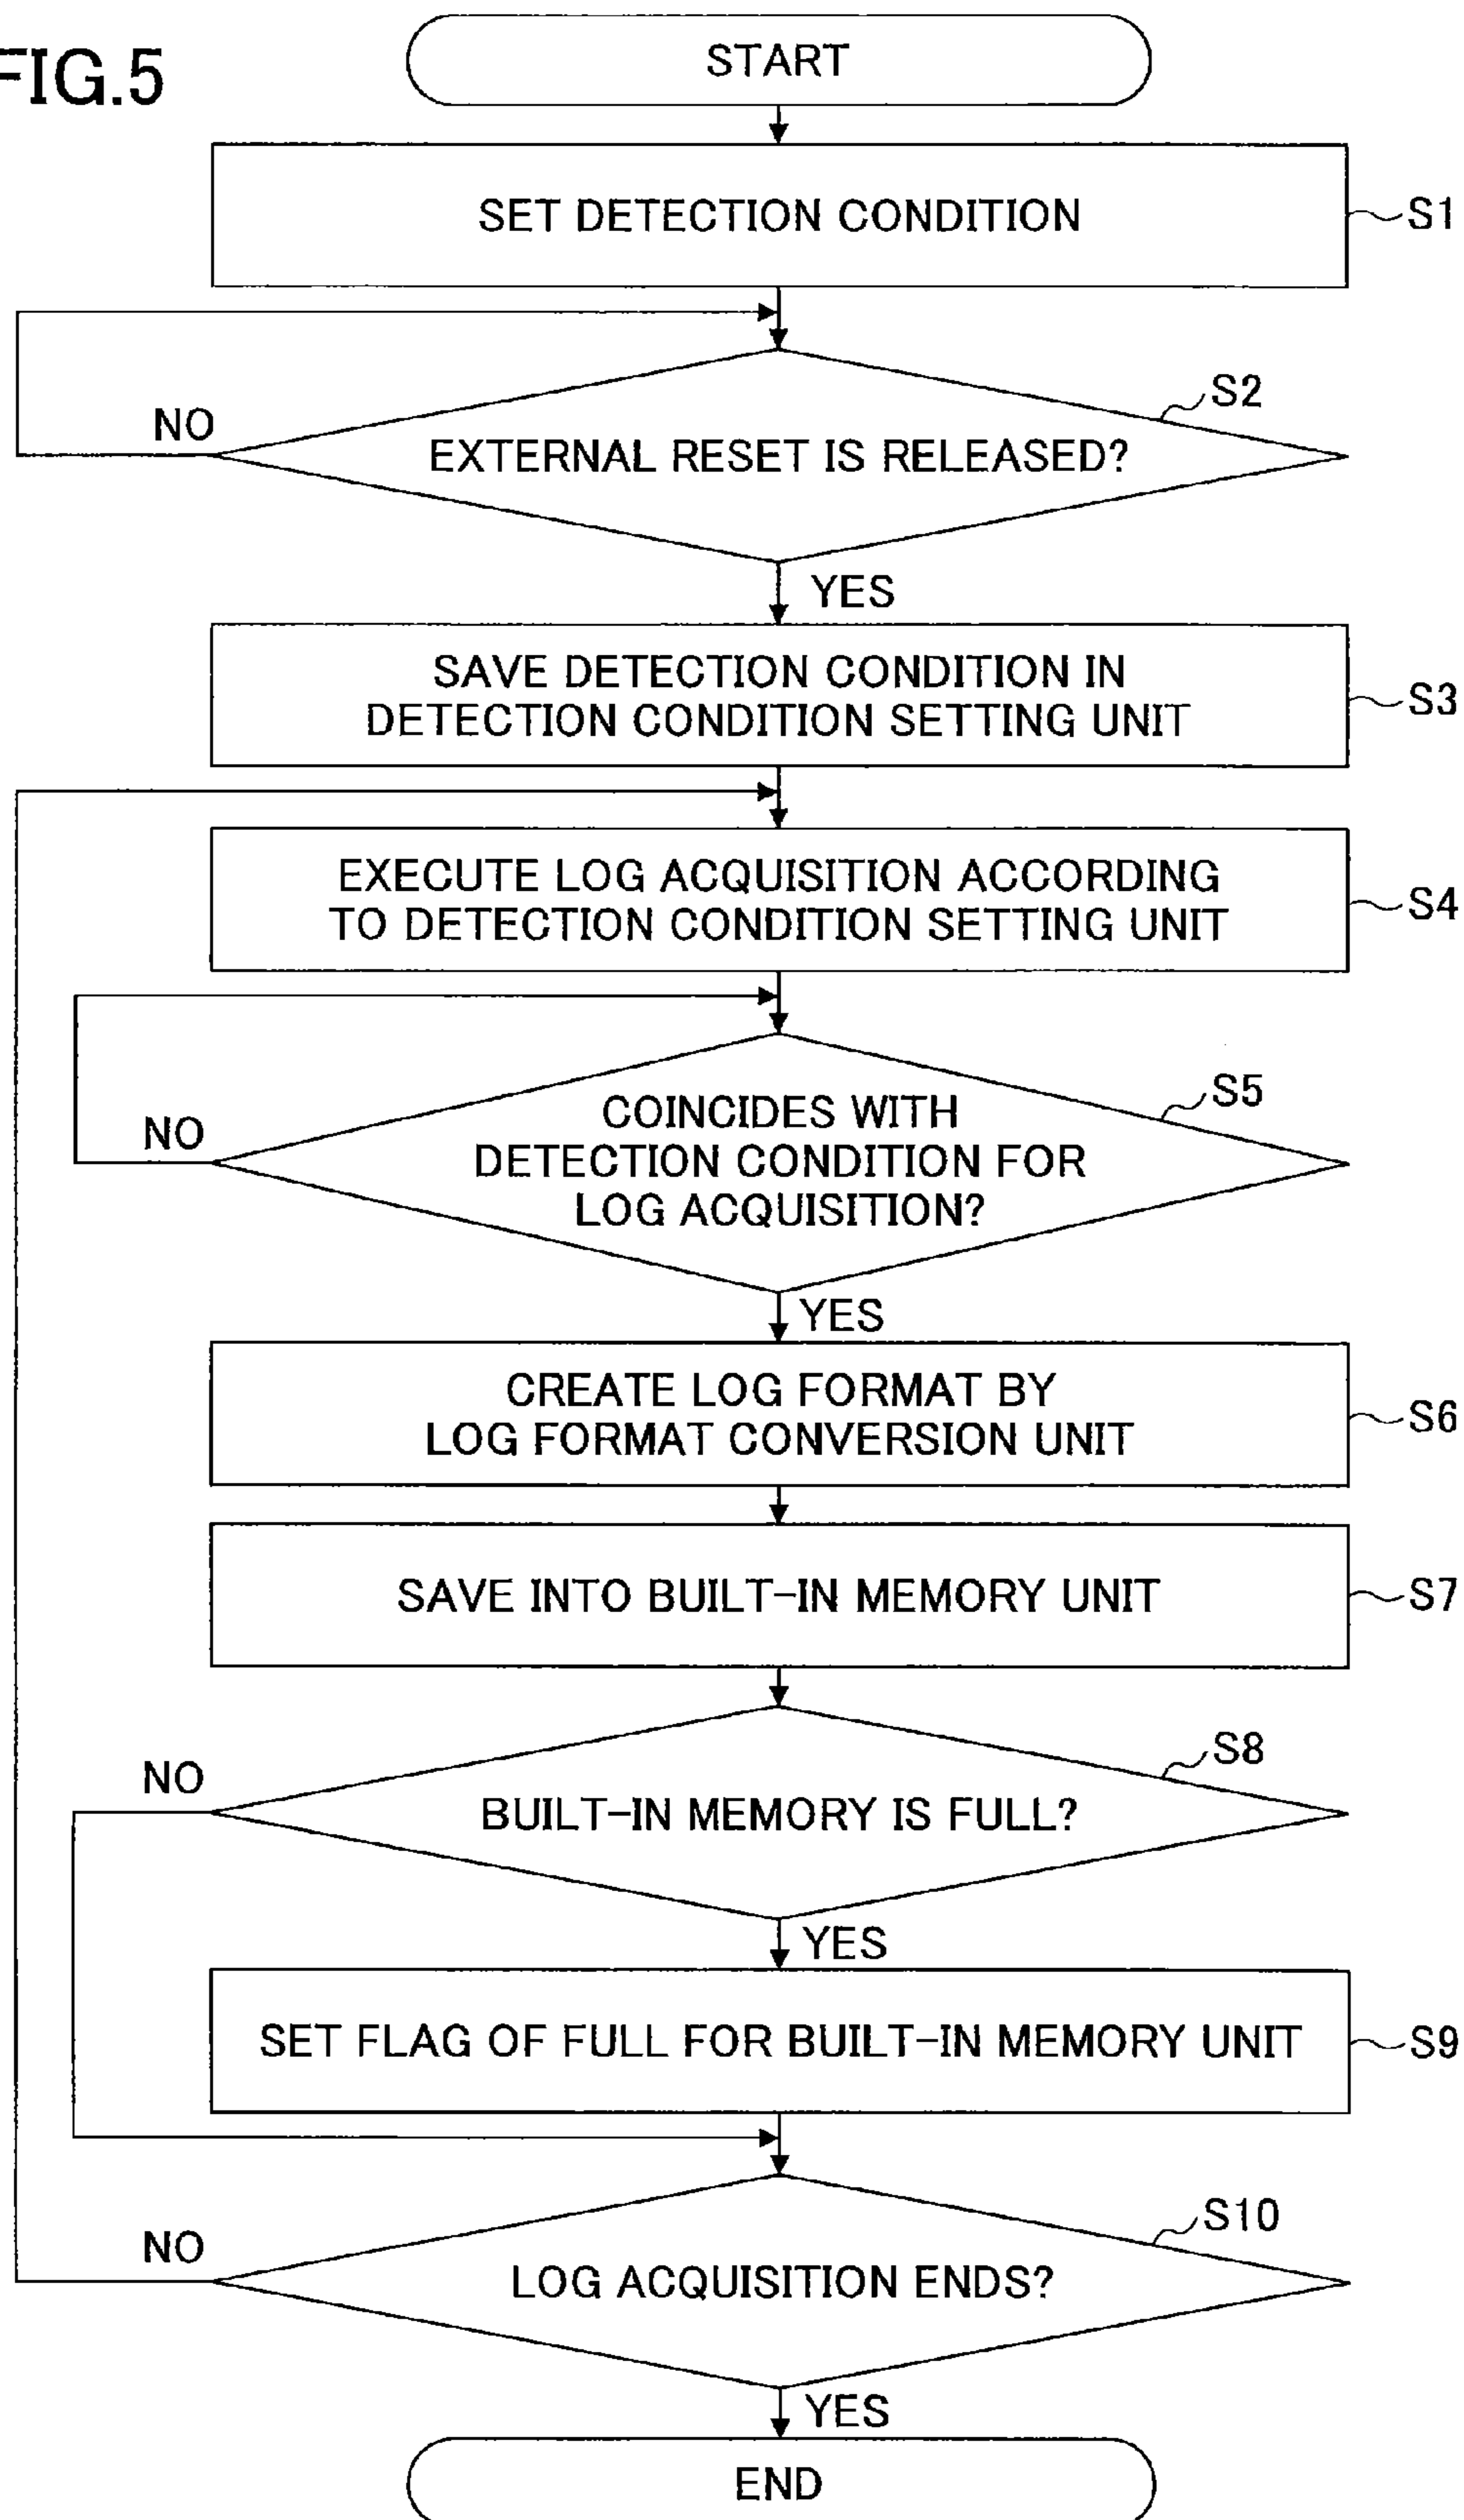 FIG.5
START
SET DETECTION CONDITION
S1
S2
NO
EXTERNAL RESET IS RELEASED?
YES
SAVE DETECTION CONDITION IN
DETECTION CONDITION SETTING UNIT
S3
EXECUTE LOG ACQUISITION ACCORDING
TO DETECTION CONDITION SETTING UNIT
S4
S5
NO
COINCIDES WITH
DETECTION CONDITION FOR
LOG ACQUISITION?
YES
CREATE LOG FORMAT BY
LOG FORMAT CONVERSION UNIT
S6
SAVE INTO BUILT-IN MEMORY UNIT
S7
S8
NO
BUILT-IN MEMORY IS FULL?
YES
SET FLAG OF FULL FOR BUILT-IN MEMORY UNIT
S9
S10
NO
LOG ACQUISITION ENDS?
YES
END